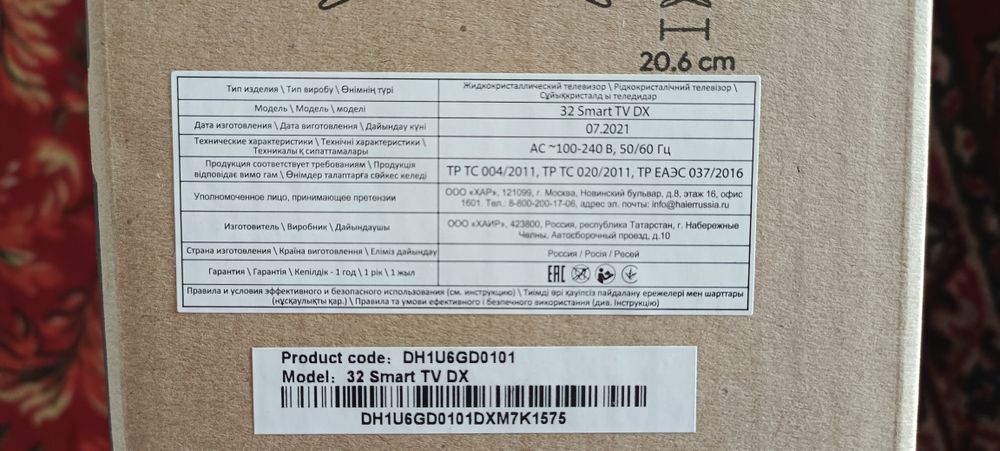 20.6 cm
Тип изделия \ Тип виробу \ Өнімнің түрі
Жидкокристаллический телевизор \ Рідкокристалічний телевізор \
Сұйықкристалд ы теледидар
Модель \ Модель \ моделі
32 Smart TV DX
Дата изготовления \ Дата виготовлення \ Дайындау күні
07.2021
Технические характеристики \ Технічні характеристики \
Техникалы қ сипаттамалары
AC ~100-240 В, 50/60 Гц
Продукция соответствует требованиям \ Продукція
відповідає вимо гам \ Өнімдер талаптарға сәйкес келеді
ТР ТС 004/2011, ТР ТС 020/2011, ТР ЕАЭС 037/2016
Уполномоченное лицо, принимающее претензии
ООО «ХАР», 121099, г. Москва, Новинский бульвар, д.8, этаж 16, офис
1601. Тел.: 8-800-200-17-06, адрес эл. почты: info@haierrussia.ru
Изготовитель \ Виробник \ Дайындаушы
ООО «ХАИР», 423800, Россия, республика Татарстан, г. Набережные
Челны, Автосборочный проезд, д.10
Страна изготовления \ Країна виготовлення \ Еліміз дайындау
Россия / Росія / Ресей
Гарантия \ Гарантія \ Кепілдік - 1 год \ 1 рік \ 1 жыл
EAC
Правила и условия эффективного и безопасного использования (см. инструкцию) \ Тиімді әрі қауіпсіз пайдалану ережелері мен шарттары
(нұсқаулықты қар.) \ Правила та умови ефективного і безпечного використання (див. Інструкцію)
Product code: DH1U6GD0101
Model: 32 Smart TV DX
DH1U6GD0101DXM7K1575